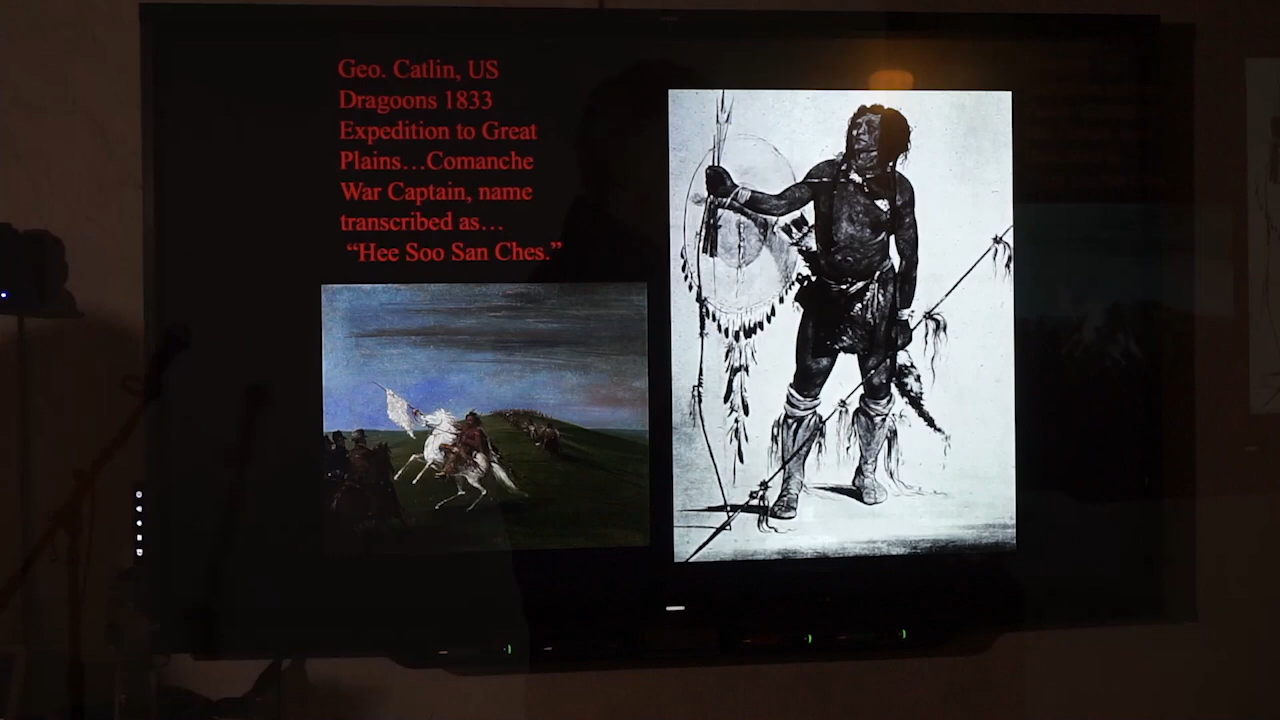 Geo. Catlin, US
Dragoons 1833
Expedition to Great
Plains…Comanche
War Captain, name
transcribed as…
“Hee Soo San Ches.”